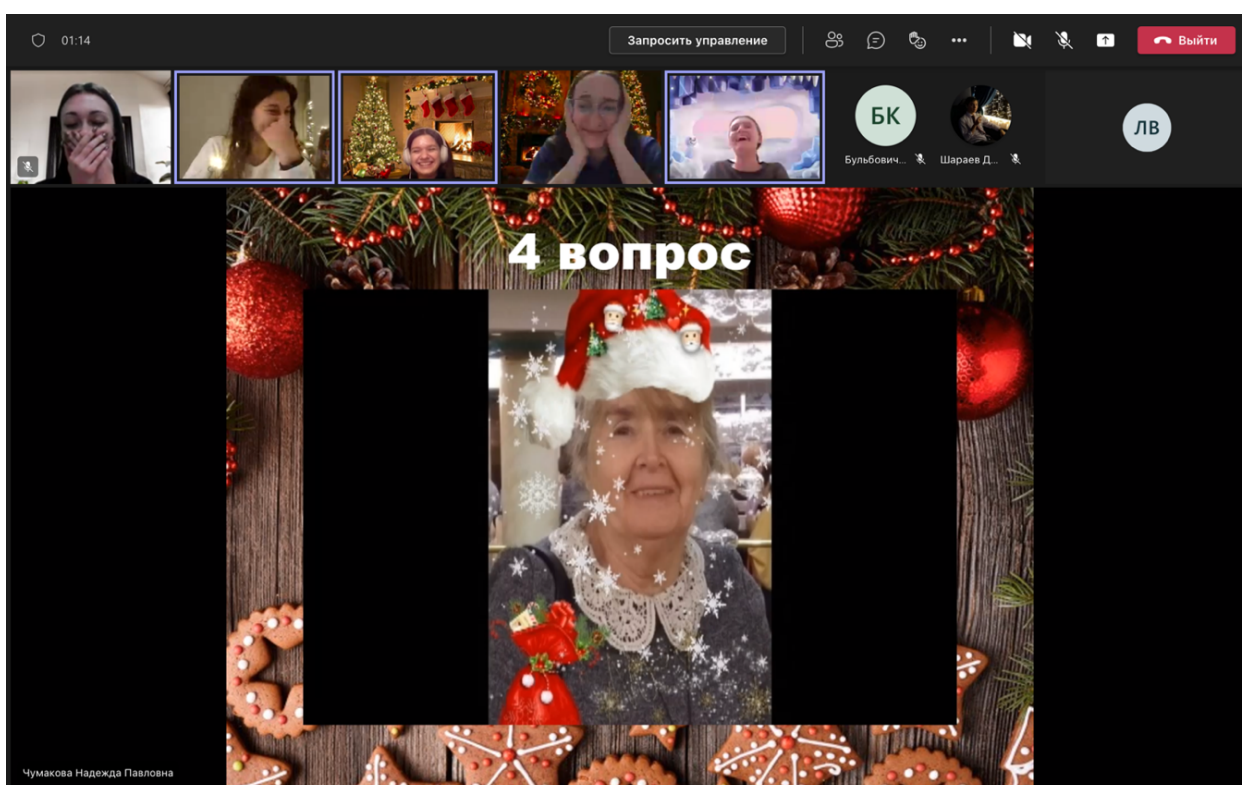 01:14
Запросить управление
Выйти
БК
Бульбович...
Шараев Д...
ЛВ
4 вопрос
Чумакова Надежда Павловна